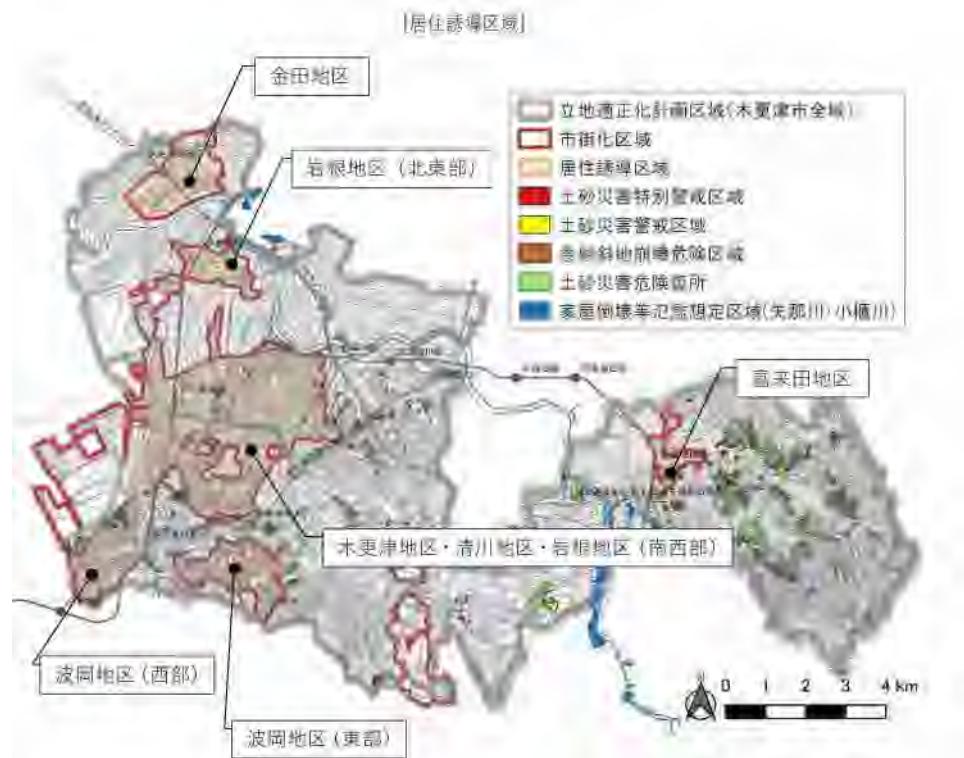 [居住誘導区域]
金田地区
岩根地区（北東部）
立地適正化計画区域(木更津市全域)
市街化区域
居住誘導区域
土砂災害特別警戒区域
土砂災害警戒区域
急傾斜地崩壊危険区域
土砂災害危険箇所
家屋倒壊等氾濫想定区域(矢那川・小櫃川)
富来田地区
木更津地区・清川地区・岩根地区（南西部）
波岡地区（西部）
波岡地区（東部）
0 1 2 3 4 km